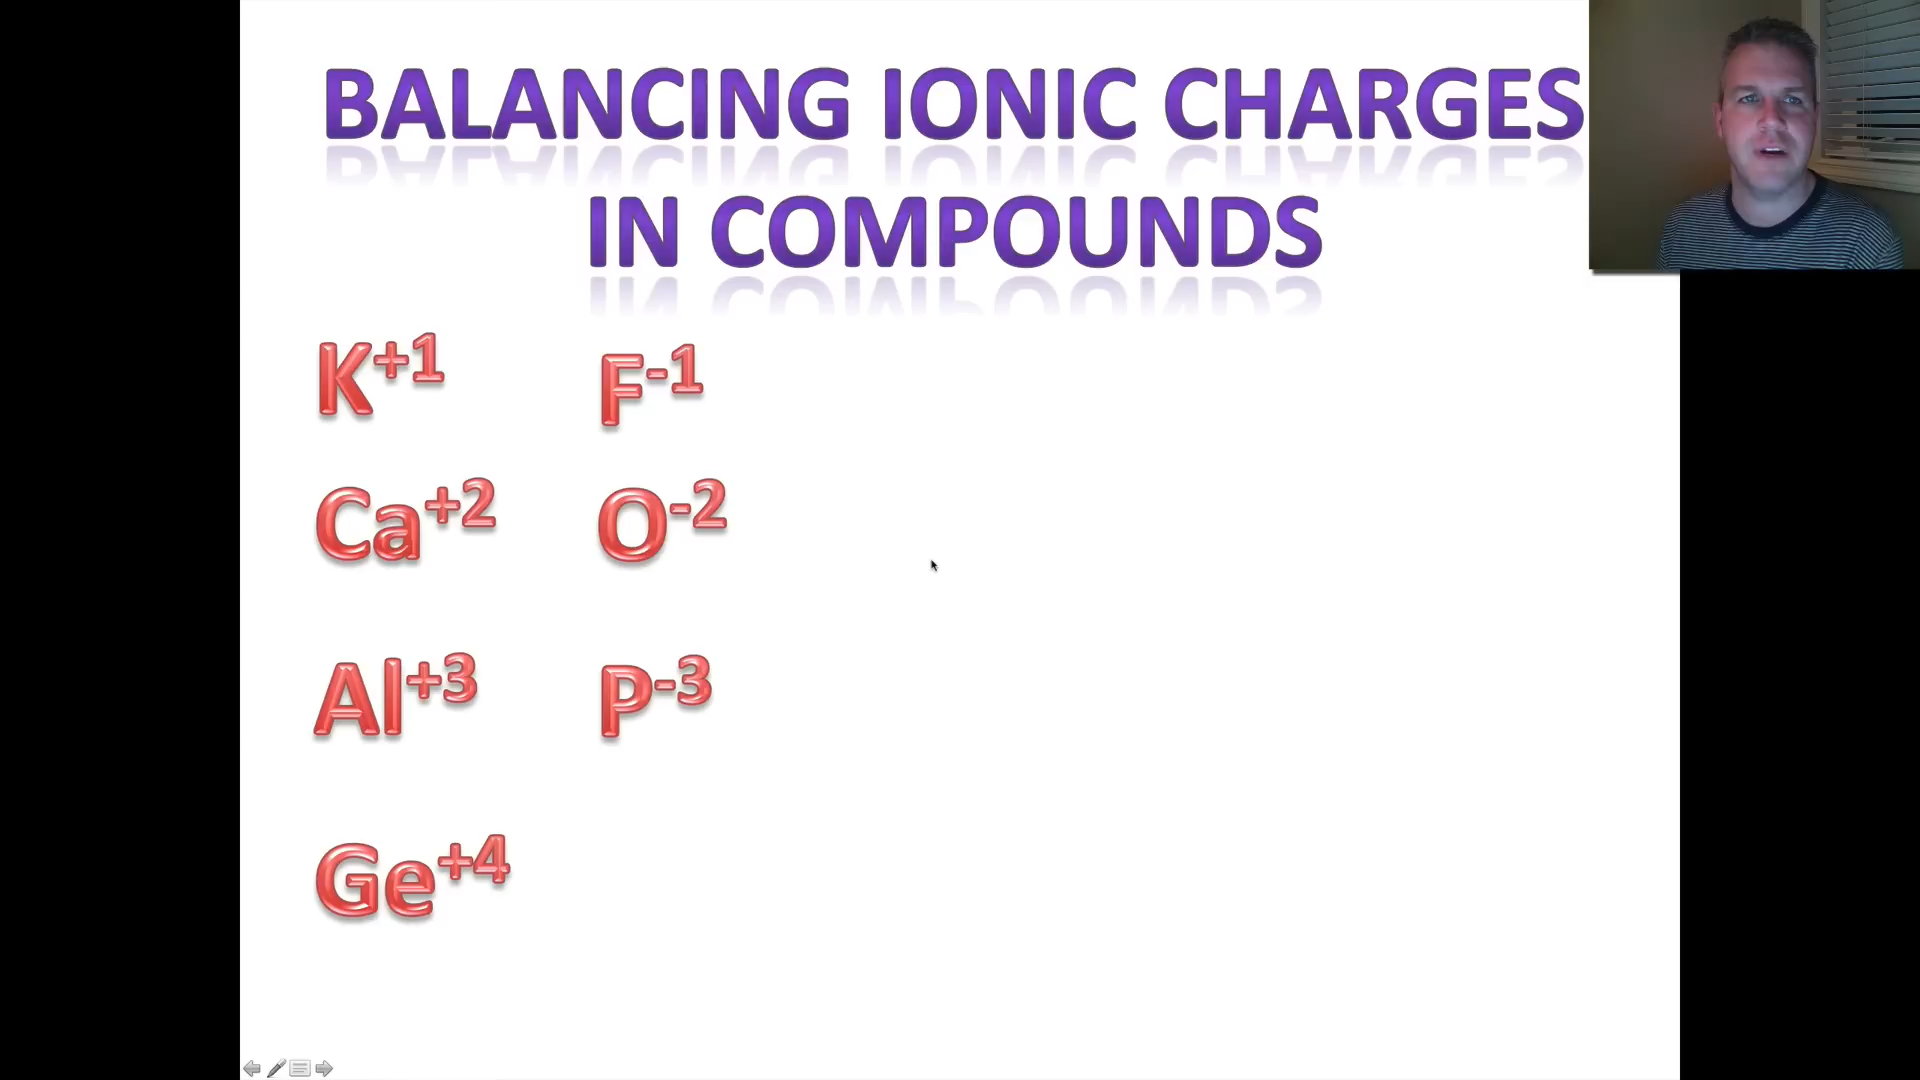 BALANCING IONIC CHARGES
IN COMPOUNDS
K+1 F-1
Ca+2 O-2
Al+3 P-3
Ge+4